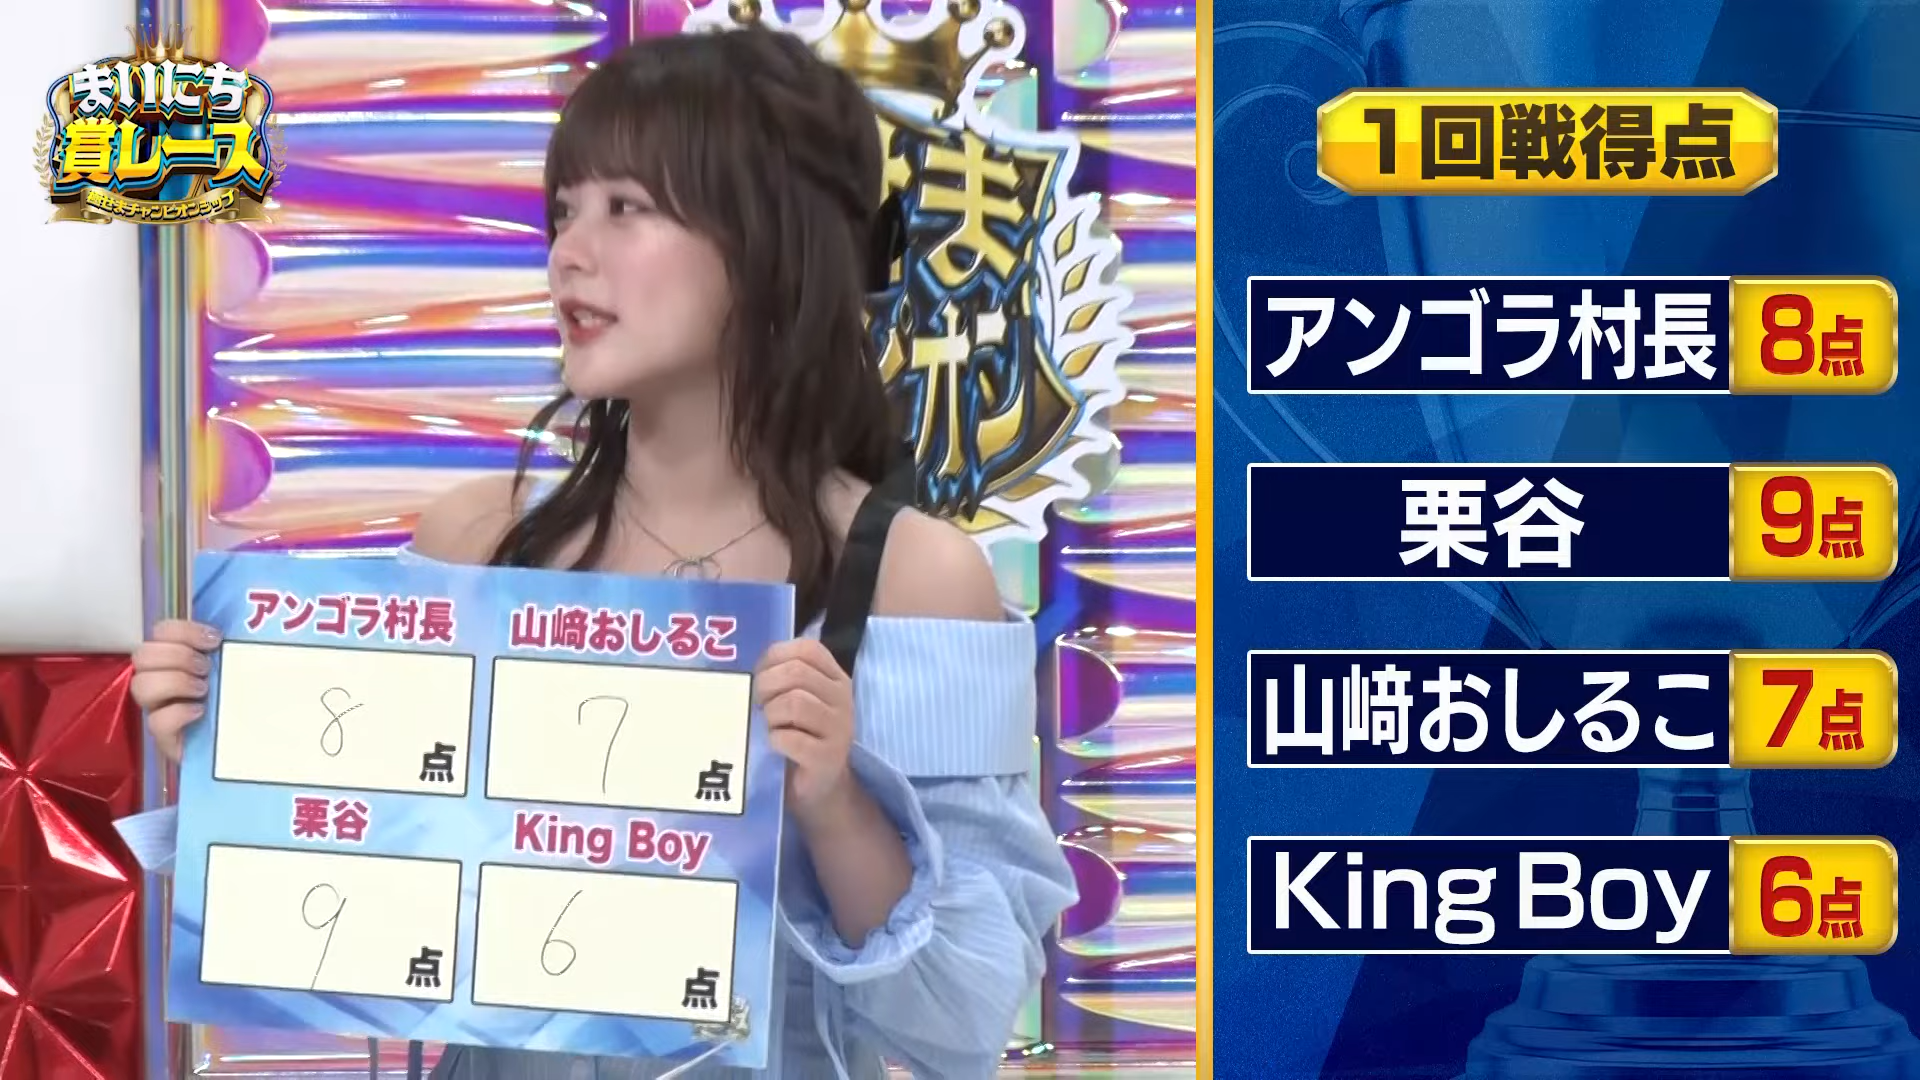 まいにち
賞レース
1回戦得点
アンゴラ村長 8点
栗谷 9点
山﨑おしるこ 7点
King Boy 6点
アンゴラ村長 山﨑おしるこ
8点 7点
栗谷 King Boy
9点 6点